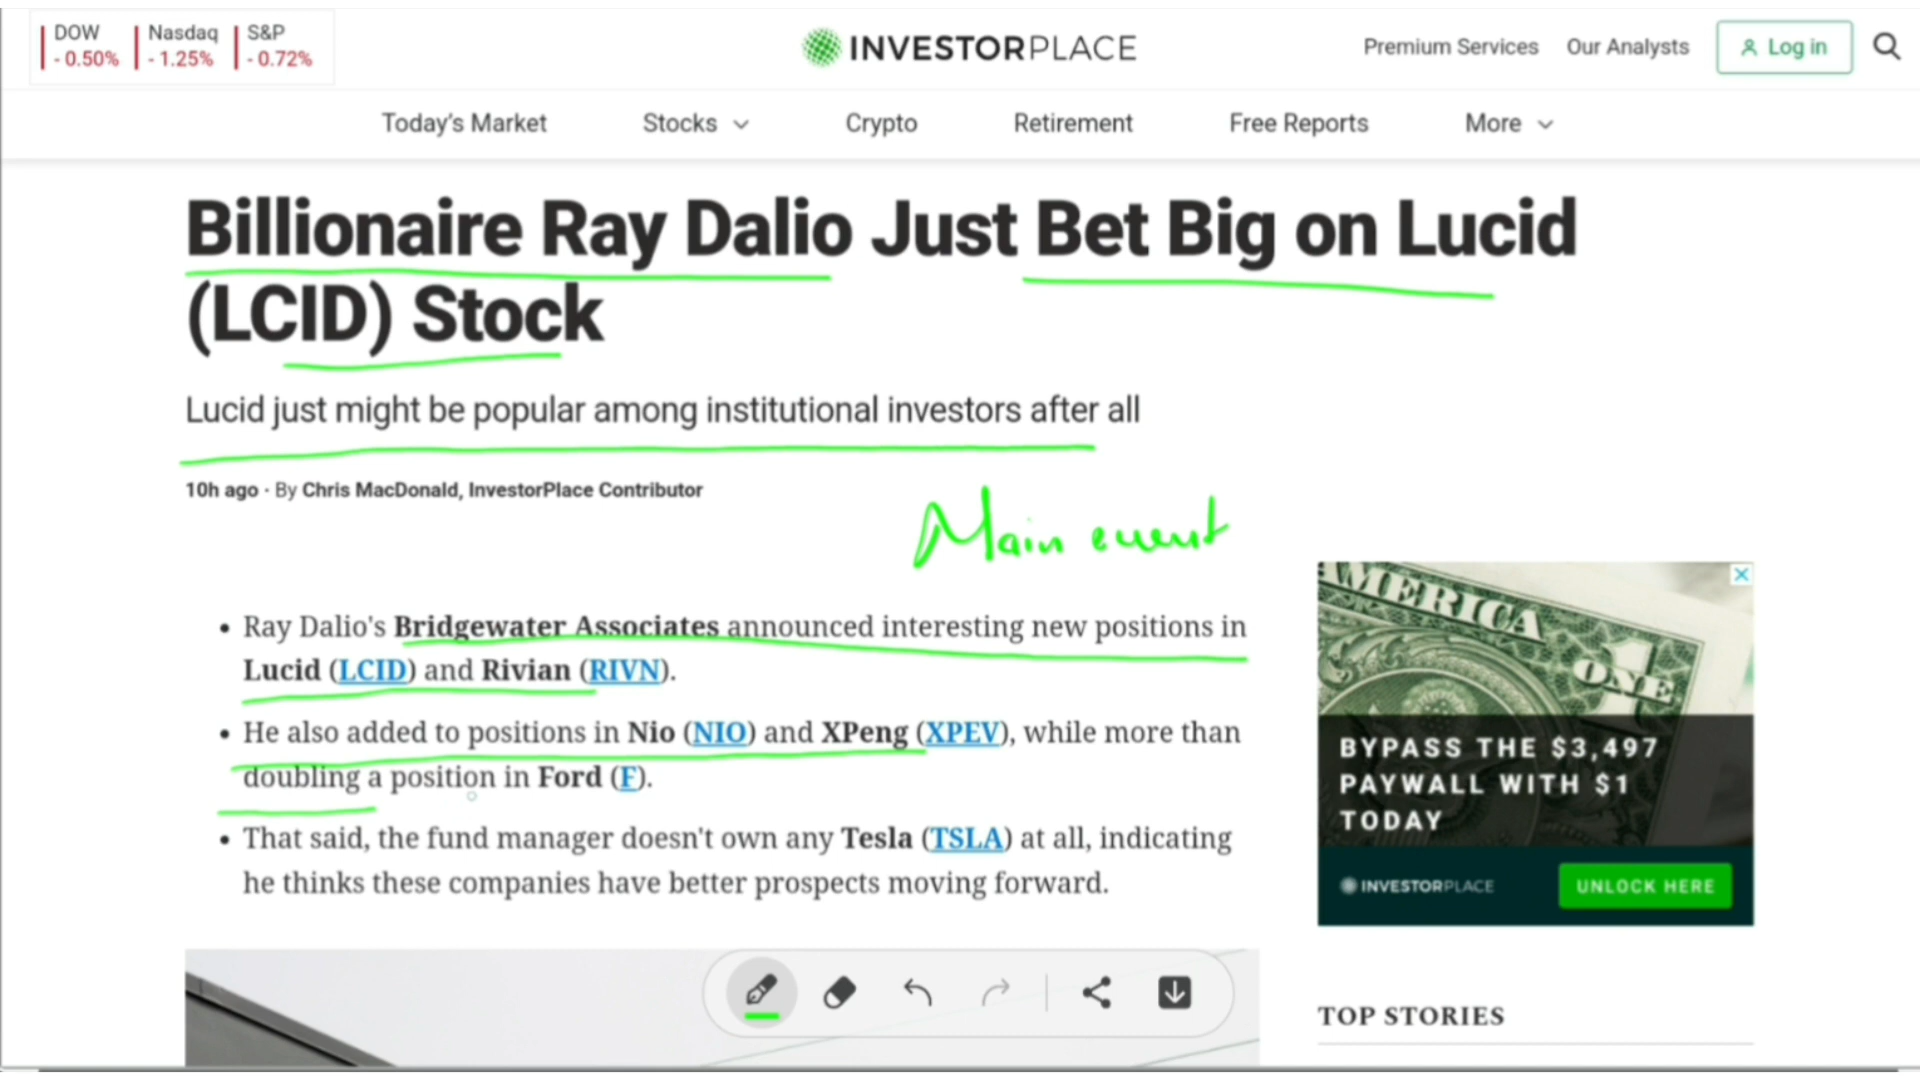 DOW
- 0.50%
Nasdaq
- 1.25%
S&P
- 0.72%
INVESTORPLACE
Premium Services
Our Analysts
Log in
Today's Market
Stocks
Crypto
Retirement
Free Reports
More
Billionaire Ray Dalio Just Bet Big on Lucid
(LCID) Stock
Lucid just might be popular among institutional investors after all
10h ago · By Chris MacDonald, InvestorPlace Contributor
Main event
• Ray Dalio's Bridgewater Associates announced interesting new positions in
Lucid (LCID) and Rivian (RIVN).
• He also added to positions in Nio (NIO) and XPeng (XPEV), while more than
doubling a position in Ford (F).
• That said, the fund manager doesn't own any Tesla (TSLA) at all, indicating
he thinks these companies have better prospects moving forward.
AMERICA
ONE
BYPASS THE $3,497
PAYWALL WITH $1
TODAY
INVESTORPLACE
UNLOCK HERE
TOP STORIES